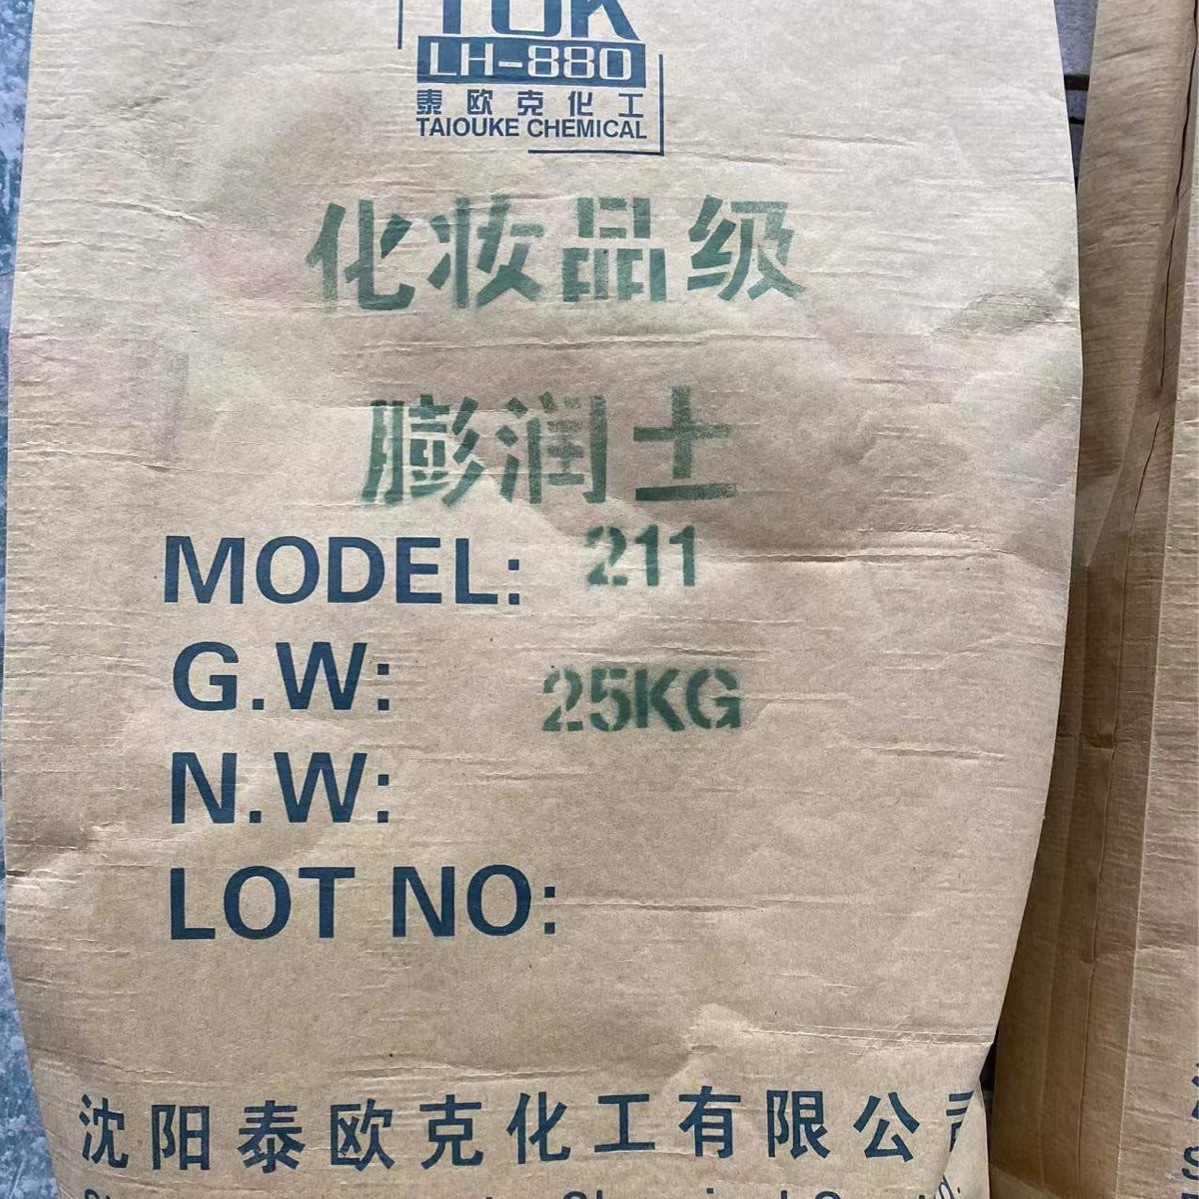 TOK
LH-880
泰欧克化工
TAIOUKE CHEMICAL
化妆品级
膨润土
MODEL: 211
G.W: 25KG
N.W:
LOT NO:
沈阳泰欧克化工有限公司